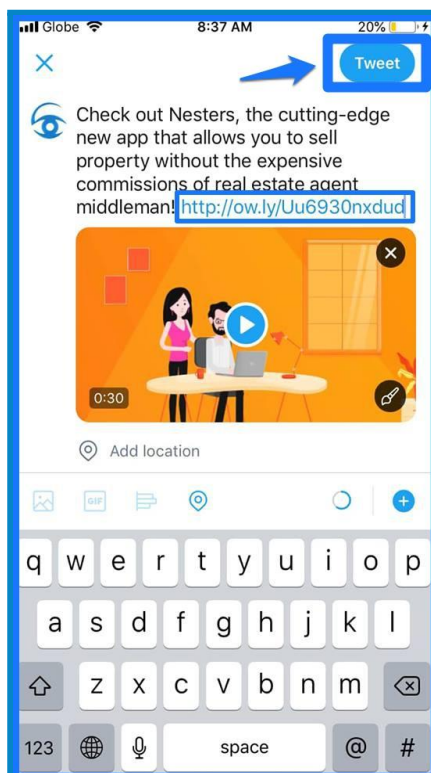 Globe 8:37 AM 20%
Tweet
Check out Nesters, the cutting-edge
new app that allows you to sell
property without the expensive
commissions of real estate agent
middleman! http://ow.ly/Uu6930nxdud
0:30
Add location
GIF
q w e r t y u i o p
a s d f g h j k l
z x c v b n m
123 space @ #